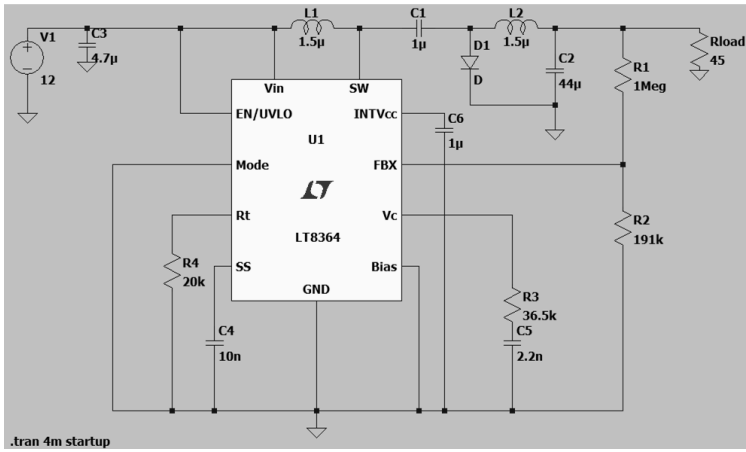 V1
12
C3
4.7µ
L1
1.5µ
C1
1µ
D1
D
L2
1.5µ
C2
44µ
R1
1Meg
Rload
45
Vin
SW
EN/UVLO
INTVcc
C6
1µ
U1
Mode
FBX
Rt
Vc
LT8364
SS
Bias
GND
R4
20k
C4
10n
R3
36.5k
C5
2.2n
R2
191k
.tran 4m startup